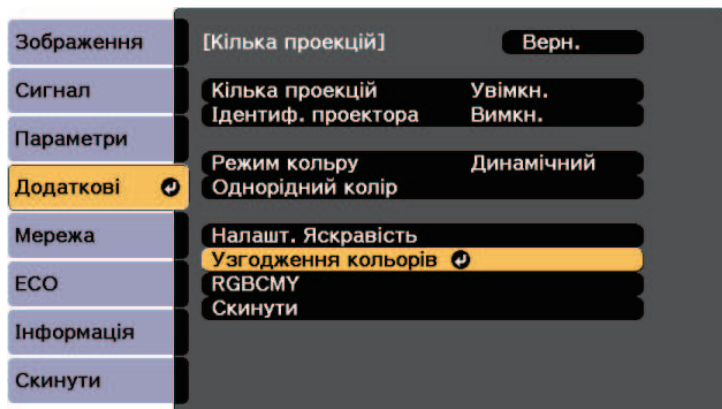 Зображення
Сигнал
Параметри
Додаткові
Мережа
ECO
Інформація
Скинути
[Кілька проекцій] Верн.
Кілька проекцій Увімкн.
Ідентиф. проектора Вимкн.
Режим кольру Динамічний
Однорідний колір
Налашт. Яскравість
Узгодження кольорів
RGBCMY
Скинути